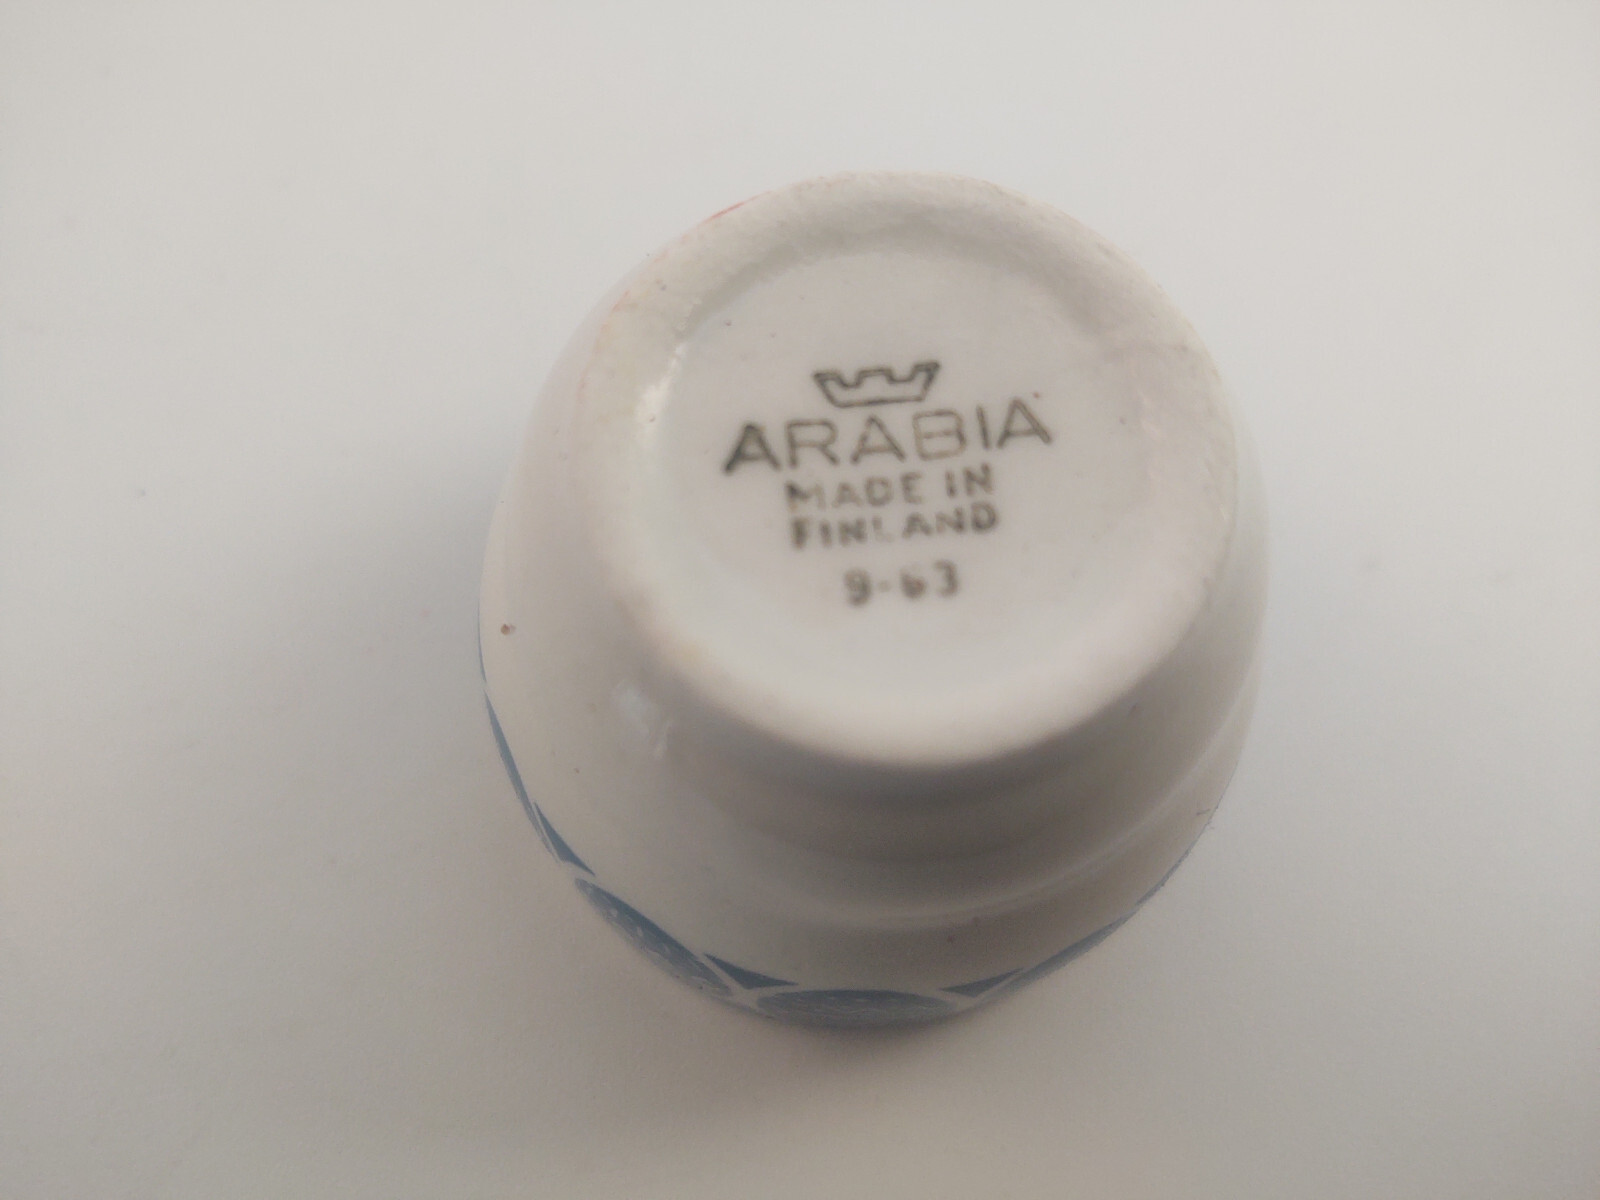 ARABIA
MADE IN
FINLAND
9-63